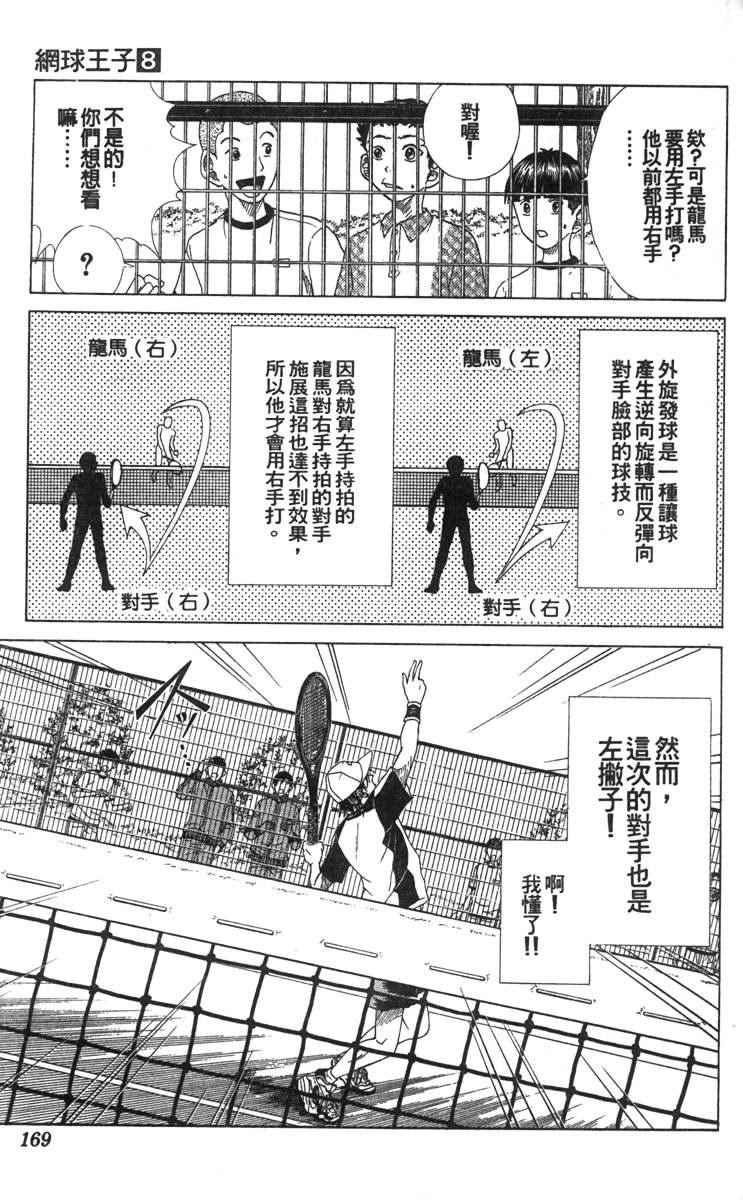 網球王子8
欸？可是龍馬
要用左手打嗎？
他以前都用右手
……
對喔！
不是的！
你們想想看
嘛……
？
外旋發球是一種讓球
產生逆向旋轉而反彈向
對手臉部的球技。
龍馬（左）
對手（右）
因為就算左手持拍的
龍馬對右手持拍的對手
施展這招也達不到效果，
所以他才會用右手打。
龍馬（右）
對手（右）
然而，
這次的對手也是
左撇子！
啊！
我懂了!!
169